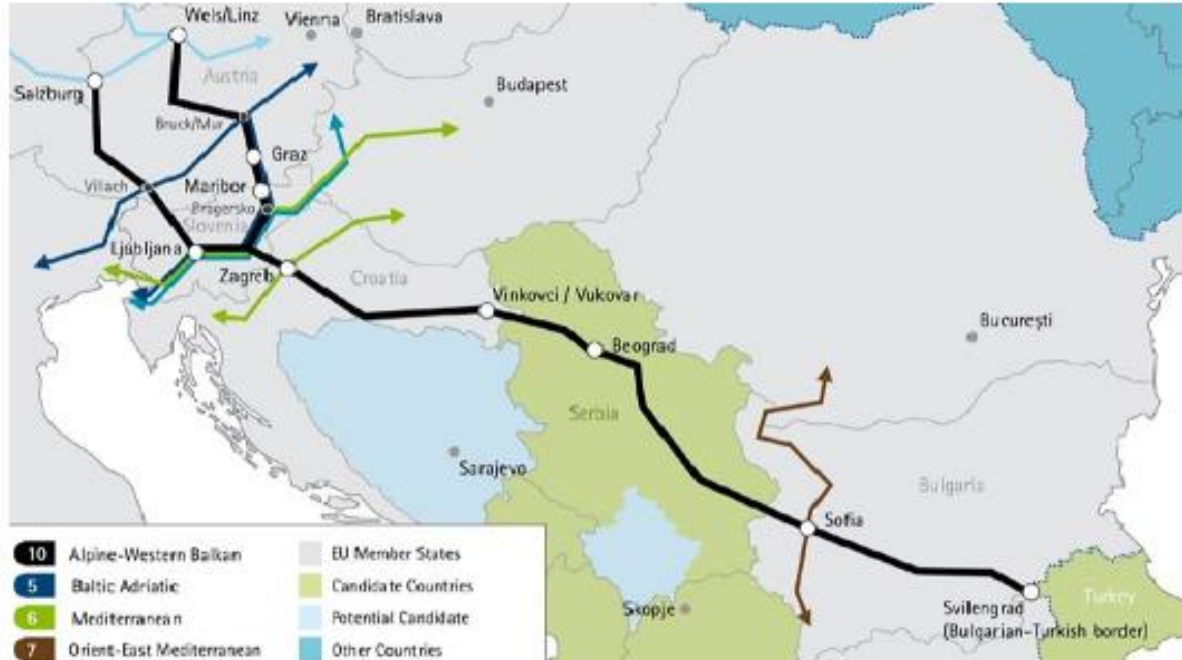 Wels/Linz
Vienna
Bratislava
Austria
Salzburg
Budapest
Bruck/Mur
Graz
Villach
Maribor
Pragersko
Slovenia
Ljubljana
Zagreb
Croatia
Vinkovci / Vukovar
Bucureşti
Beograd
Serbia
Sarajevo
Bulgaria
Sofia
Skopje
Turkey
Svilengrad
(Bulgarian-Turkish border)
10 Alpine-Western Balkan
5 Baltic Adriatic
6 Mediterranean
7 Orient-East Mediterranean
EU Member States
Candidate Countries
Potential Candidate
Other Countries